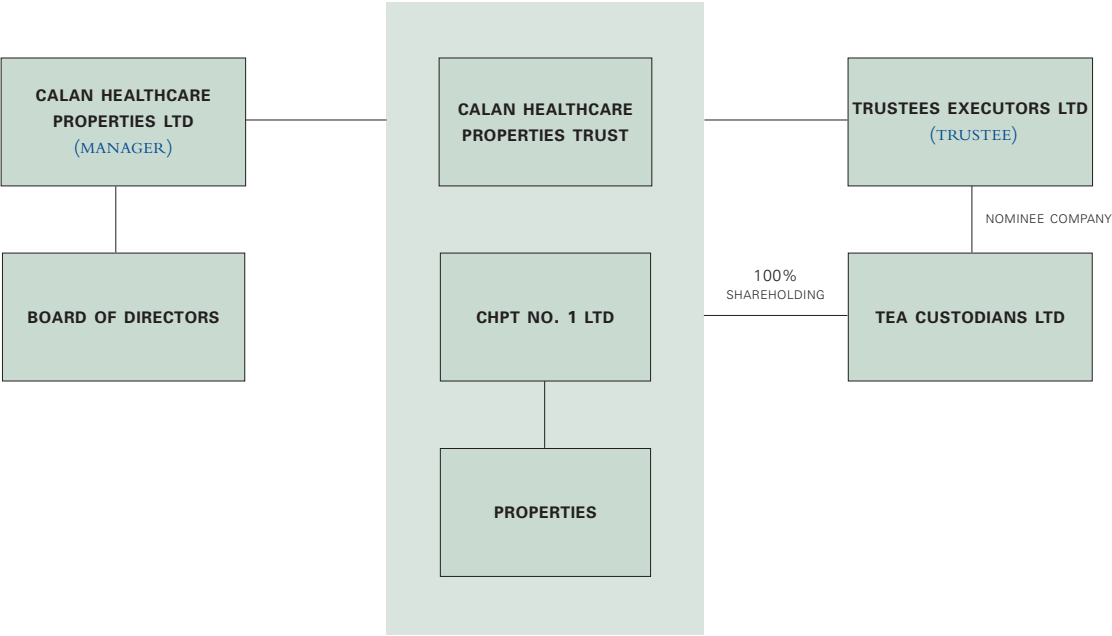 CALAN HEALTHCARE
PROPERTIES LTD
(MANAGER)
CALAN HEALTHCARE
PROPERTIES TRUST
TRUSTEES EXECUTORS LTD
(TRUSTEE)
NOMINEE COMPANY
BOARD OF DIRECTORS
CHPT NO. 1 LTD
100%
SHAREHOLDING
TEA CUSTODIANS LTD
PROPERTIES